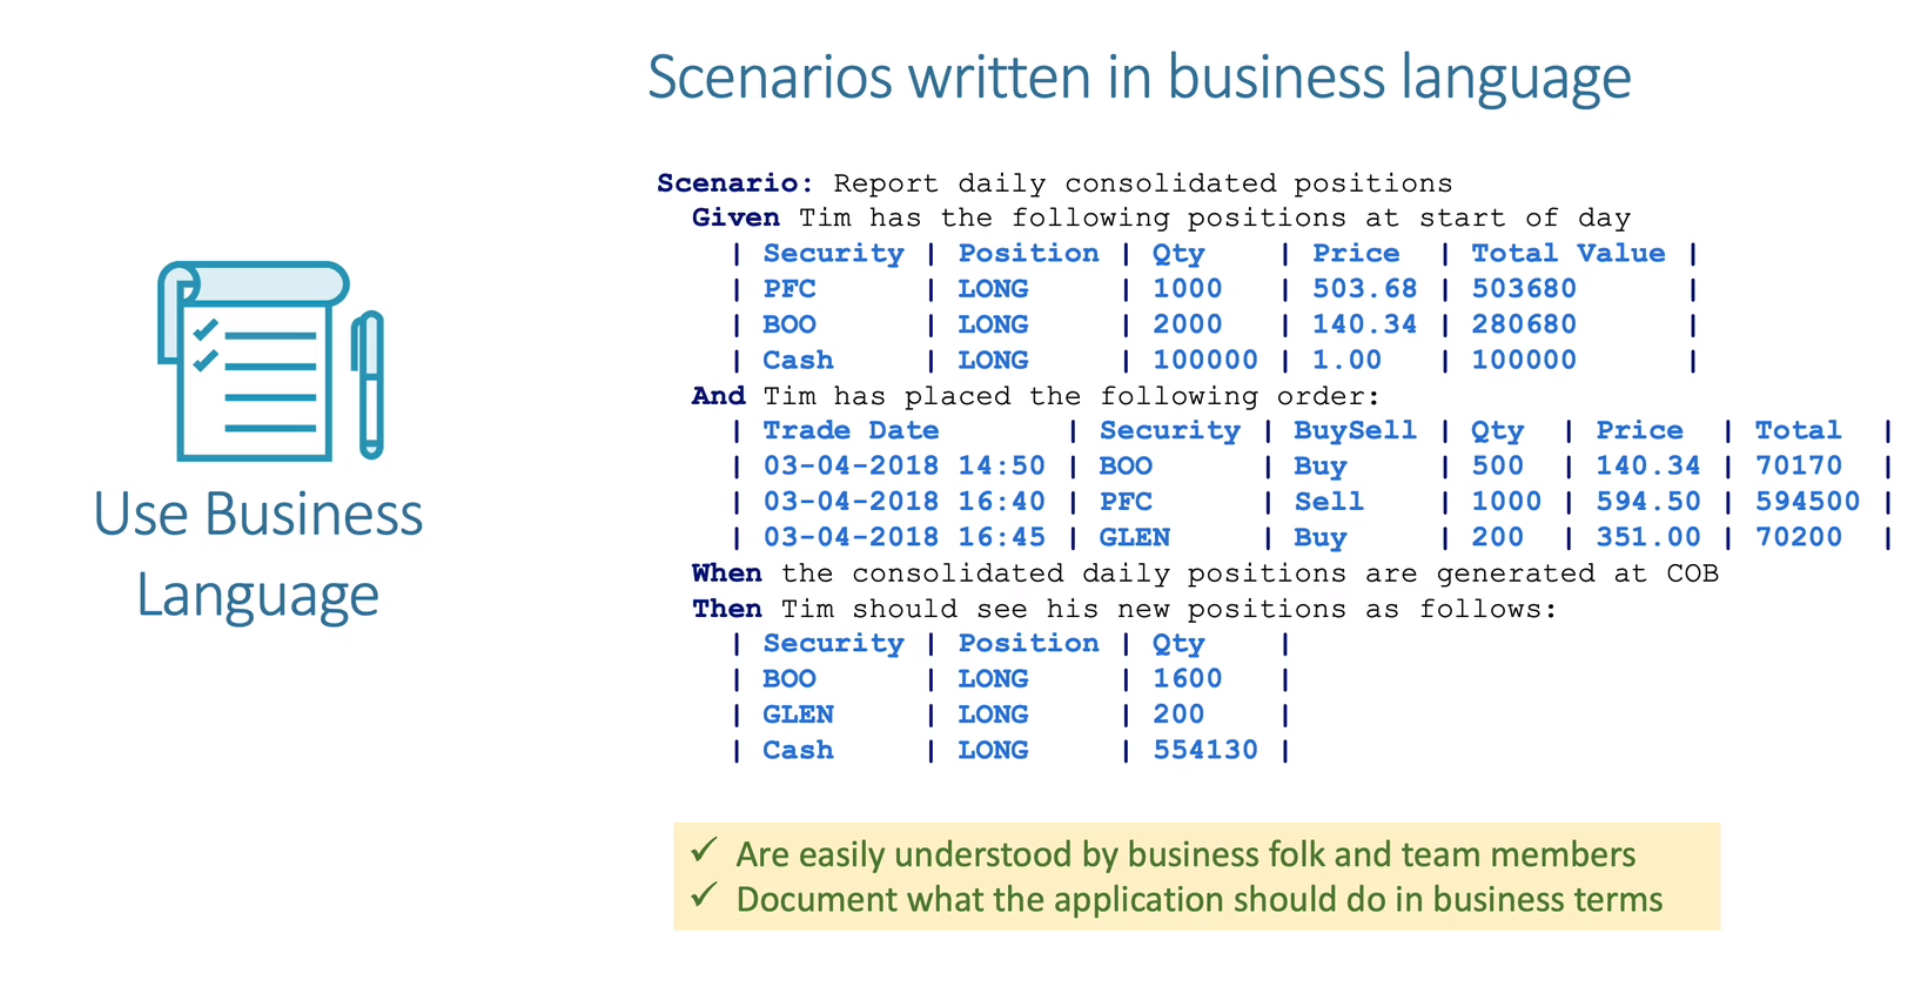 Scenarios written in business language
Scenario: Report daily consolidated positions
Given Tim has the following positions at start of day
| Security | Position | Qty | Price | Total Value |
| PFC | LONG | 1000 | 503.68 | 503680 |
| BOO | LONG | 2000 | 140.34 | 280680 |
| Cash | LONG | 100000 | 1.00 | 100000 |
And Tim has placed the following order:
| Trade Date | Security | BuySell | Qty | Price | Total |
| 03-04-2018 14:50 | BOO | Buy | 500 | 140.34 | 70170 |
| 03-04-2018 16:40 | PFC | Sell | 1000 | 594.50 | 594500 |
| 03-04-2018 16:45 | GLEN | Buy | 200 | 351.00 | 70200 |
When the consolidated daily positions are generated at COB
Then Tim should see his new positions as follows:
| Security | Position | Qty |
| BOO | LONG | 1600 |
| GLEN | LONG | 200 |
| Cash | LONG | 554130 |
Use Business
Language
✓ Are easily understood by business folk and team members
✓ Document what the application should do in business terms